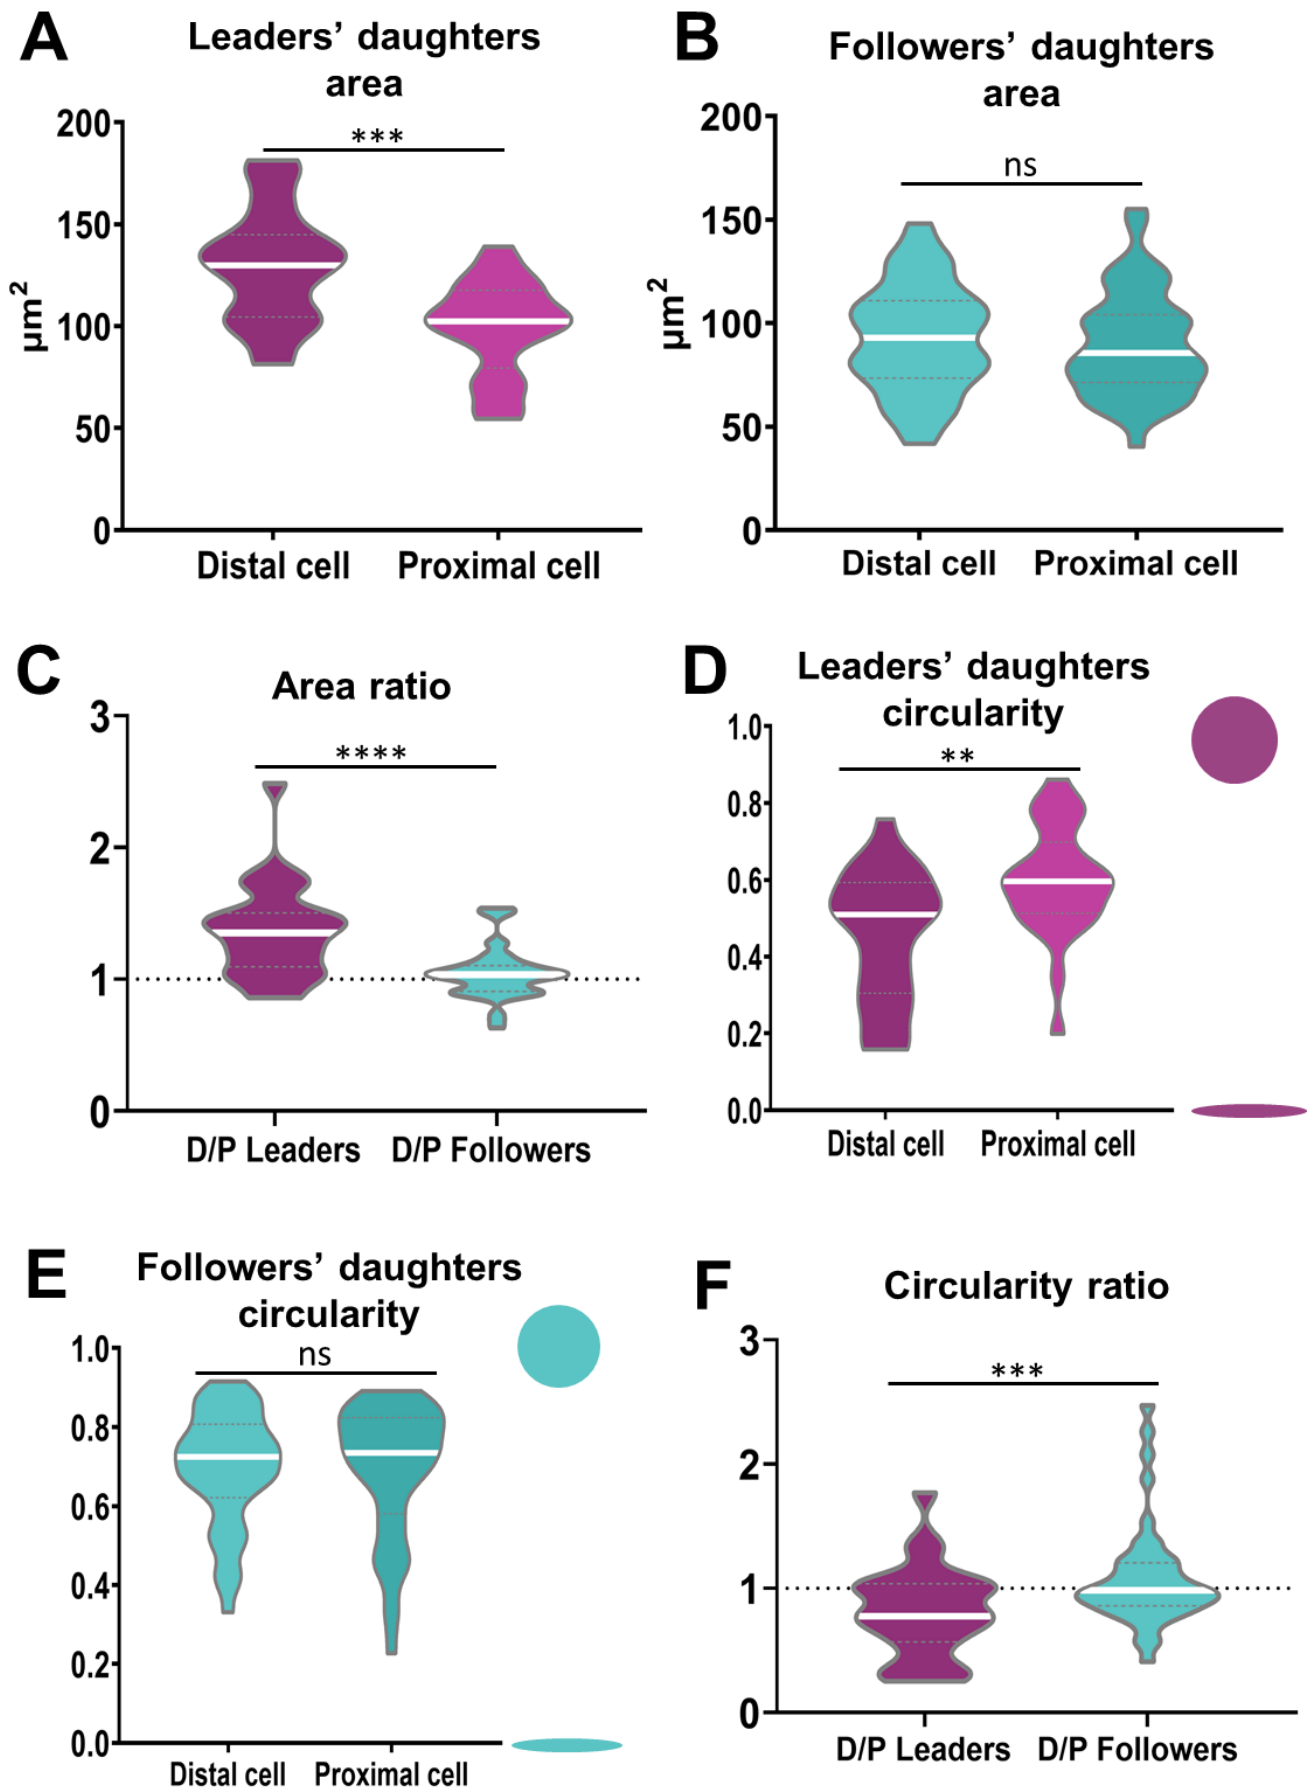 A
Leaders’ daughters
area
200
150
100
50
0
µm²
***
Distal cell
Proximal cell
B
Followers’ daughters
area
200
150
100
50
0
µm²
ns
Distal cell
Proximal cell
C
Area ratio
3
2
1
0
****
D/P Leaders
D/P Followers
D
Leaders’ daughters
circularity
1.0
0.8
0.6
0.4
0.2
0.0
**
Distal cell
Proximal cell
E
Followers’ daughters
circularity
1.0
0.8
0.6
0.4
0.2
0.0
ns
Distal cell
Proximal cell
F
Circularity ratio
3
2
1
0
***
D/P Leaders
D/P Followers